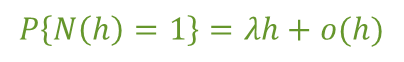 P{N(h) = 1} = λh + o(h)